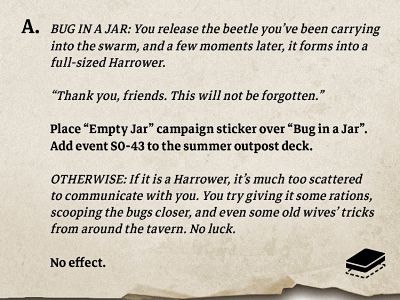 A. BUG IN A JAR: You release the beetle you’ve been carrying
into the swarm, and a few moments later, it forms into a
full-sized Harrower.
“Thank you, friends. This will not be forgotten.”
Place “Empty Jar” campaign sticker over “Bug in a Jar”.
Add event SO-43 to the summer outpost deck.
OTHERWISE: If it is a Harrower, it’s much too scattered
to communicate with you. You try giving it some rations,
scooping the bugs closer, and even some old wives’ tricks
from around the tavern. No luck.
No effect.